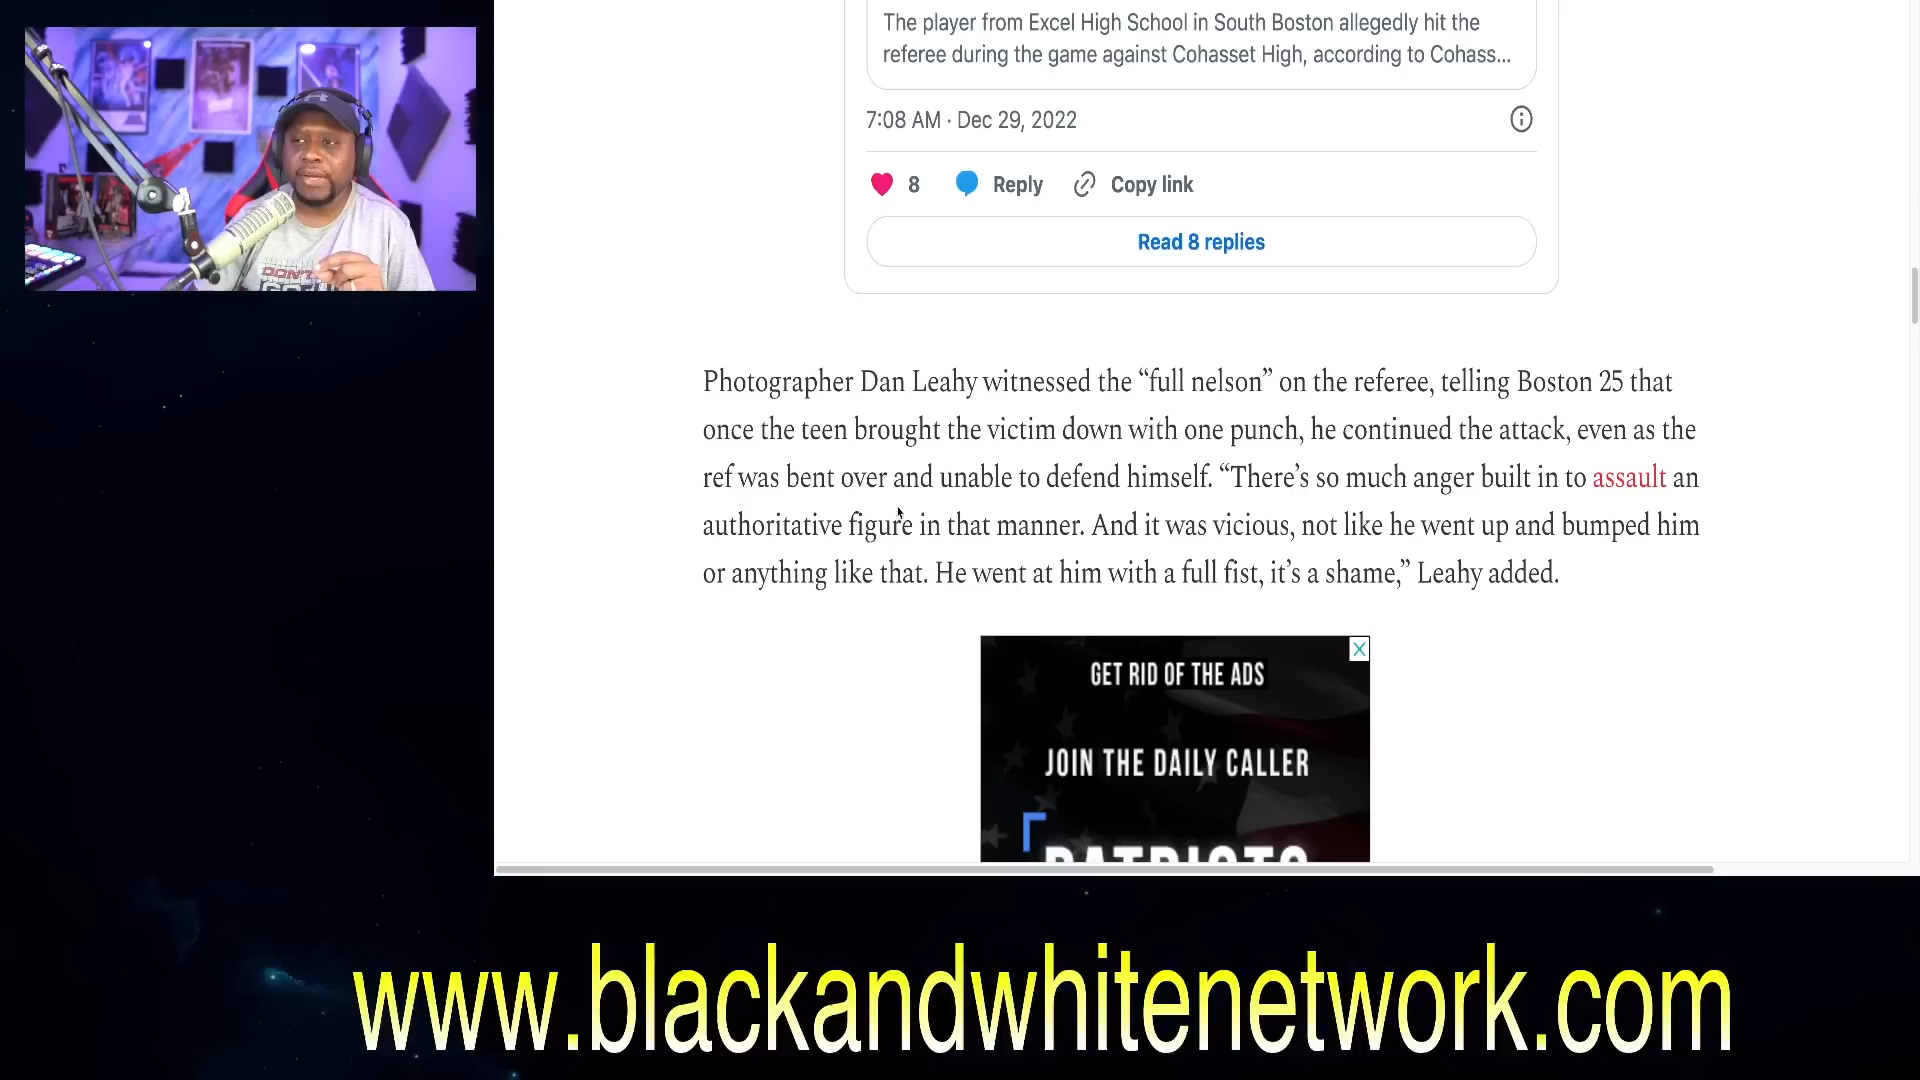 The player from Excel High School in South Boston allegedly hit the
referee during the game against Cohasset High, according to Cohass...
7:08 AM · Dec 29, 2022
8 Reply Copy link
Read 8 replies
Photographer Dan Leahy witnessed the “full nelson” on the referee, telling Boston 25 that
once the teen brought the victim down with one punch, he continued the attack, even as the
ref was bent over and unable to defend himself. “There’s so much anger built in to assault an
authoritative figure in that manner. And it was vicious, not like he went up and bumped him
or anything like that. He went at him with a full fist, it’s a shame,” Leahy added.
GET RID OF THE ADS
JOIN THE DAILY CALLER
PATRIOTS
DON'T
www.blackandwhitenetwork.com